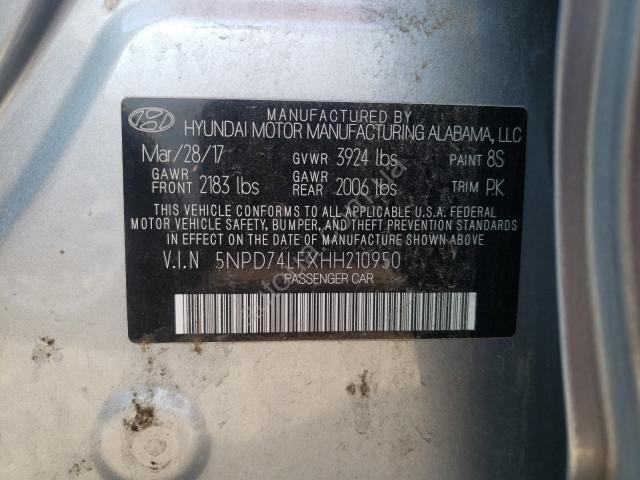 MANUFACTURED BY
HYUNDAI MOTOR MANUFACTURING ALABAMA, LLC
Mar/28/17 GVWR 3924 lbs PAINT 8S
GAWR FRONT 2183 lbs GAWR REAR 2006 lbs TRIM PK
THIS VEHICLE CONFORMS TO ALL APPLICABLE U.S.A. FEDERAL
MOTOR VEHICLE SAFETY, BUMPER, AND THEFT PREVENTION STANDARDS
IN EFFECT ON THE DATE OF MANUFACTURE SHOWN ABOVE.
V.I.N 5NPD74LFXHH210950
PASSENGER CAR